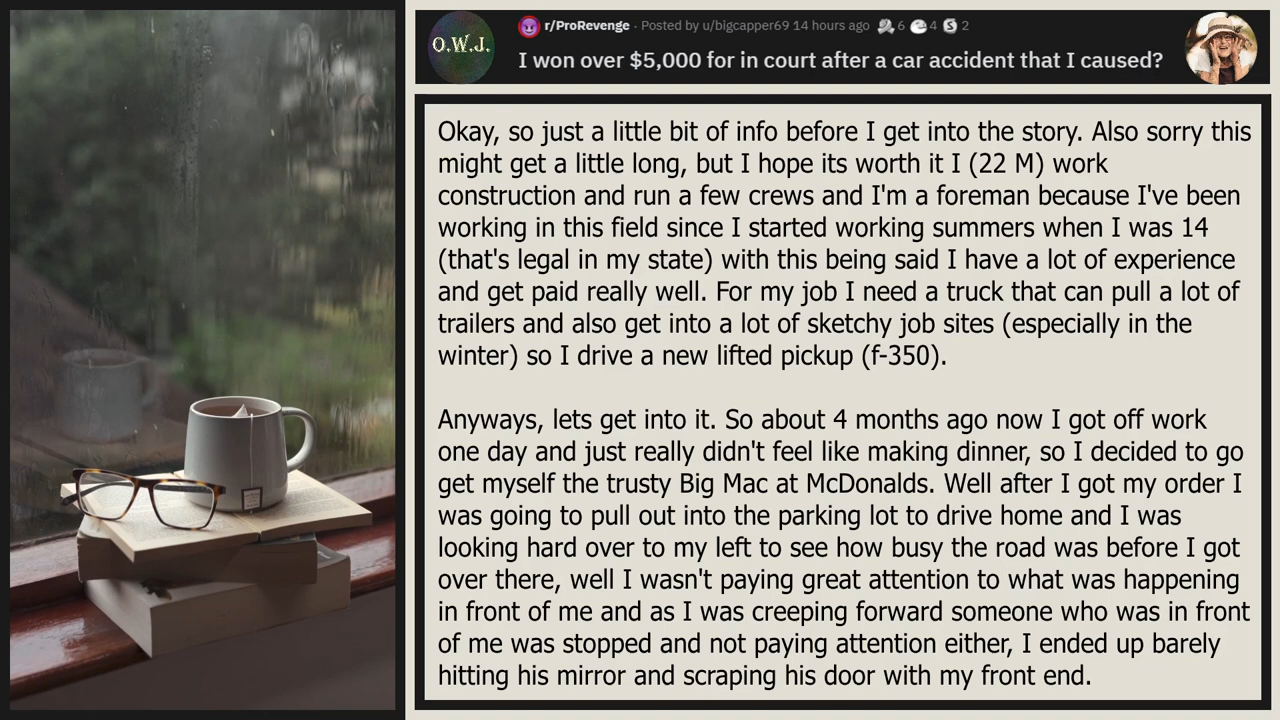 O.W.J.
r/ProRevenge · Posted by u/bigcapper69 14 hours ago 6 4 S 2
I won over $5,000 for in court after a car accident that I caused?
Okay, so just a little bit of info before I get into the story. Also sorry this
might get a little long, but I hope its worth it I (22 M) work
construction and run a few crews and I'm a foreman because I've been
working in this field since I started working summers when I was 14
(that's legal in my state) with this being said I have a lot of experience
and get paid really well. For my job I need a truck that can pull a lot of
trailers and also get into a lot of sketchy job sites (especially in the
winter) so I drive a new lifted pickup (f-350).
Anyways, lets get into it. So about 4 months ago now I got off work
one day and just really didn't feel like making dinner, so I decided to go
get myself the trusty Big Mac at McDonalds. Well after I got my order I
was going to pull out into the parking lot to drive home and I was
looking hard over to my left to see how busy the road was before I got
over there, well I wasn't paying great attention to what was happening
in front of me and as I was creeping forward someone who was in front
of me was stopped and not paying attention either, I ended up barely
hitting his mirror and scraping his door with my front end.